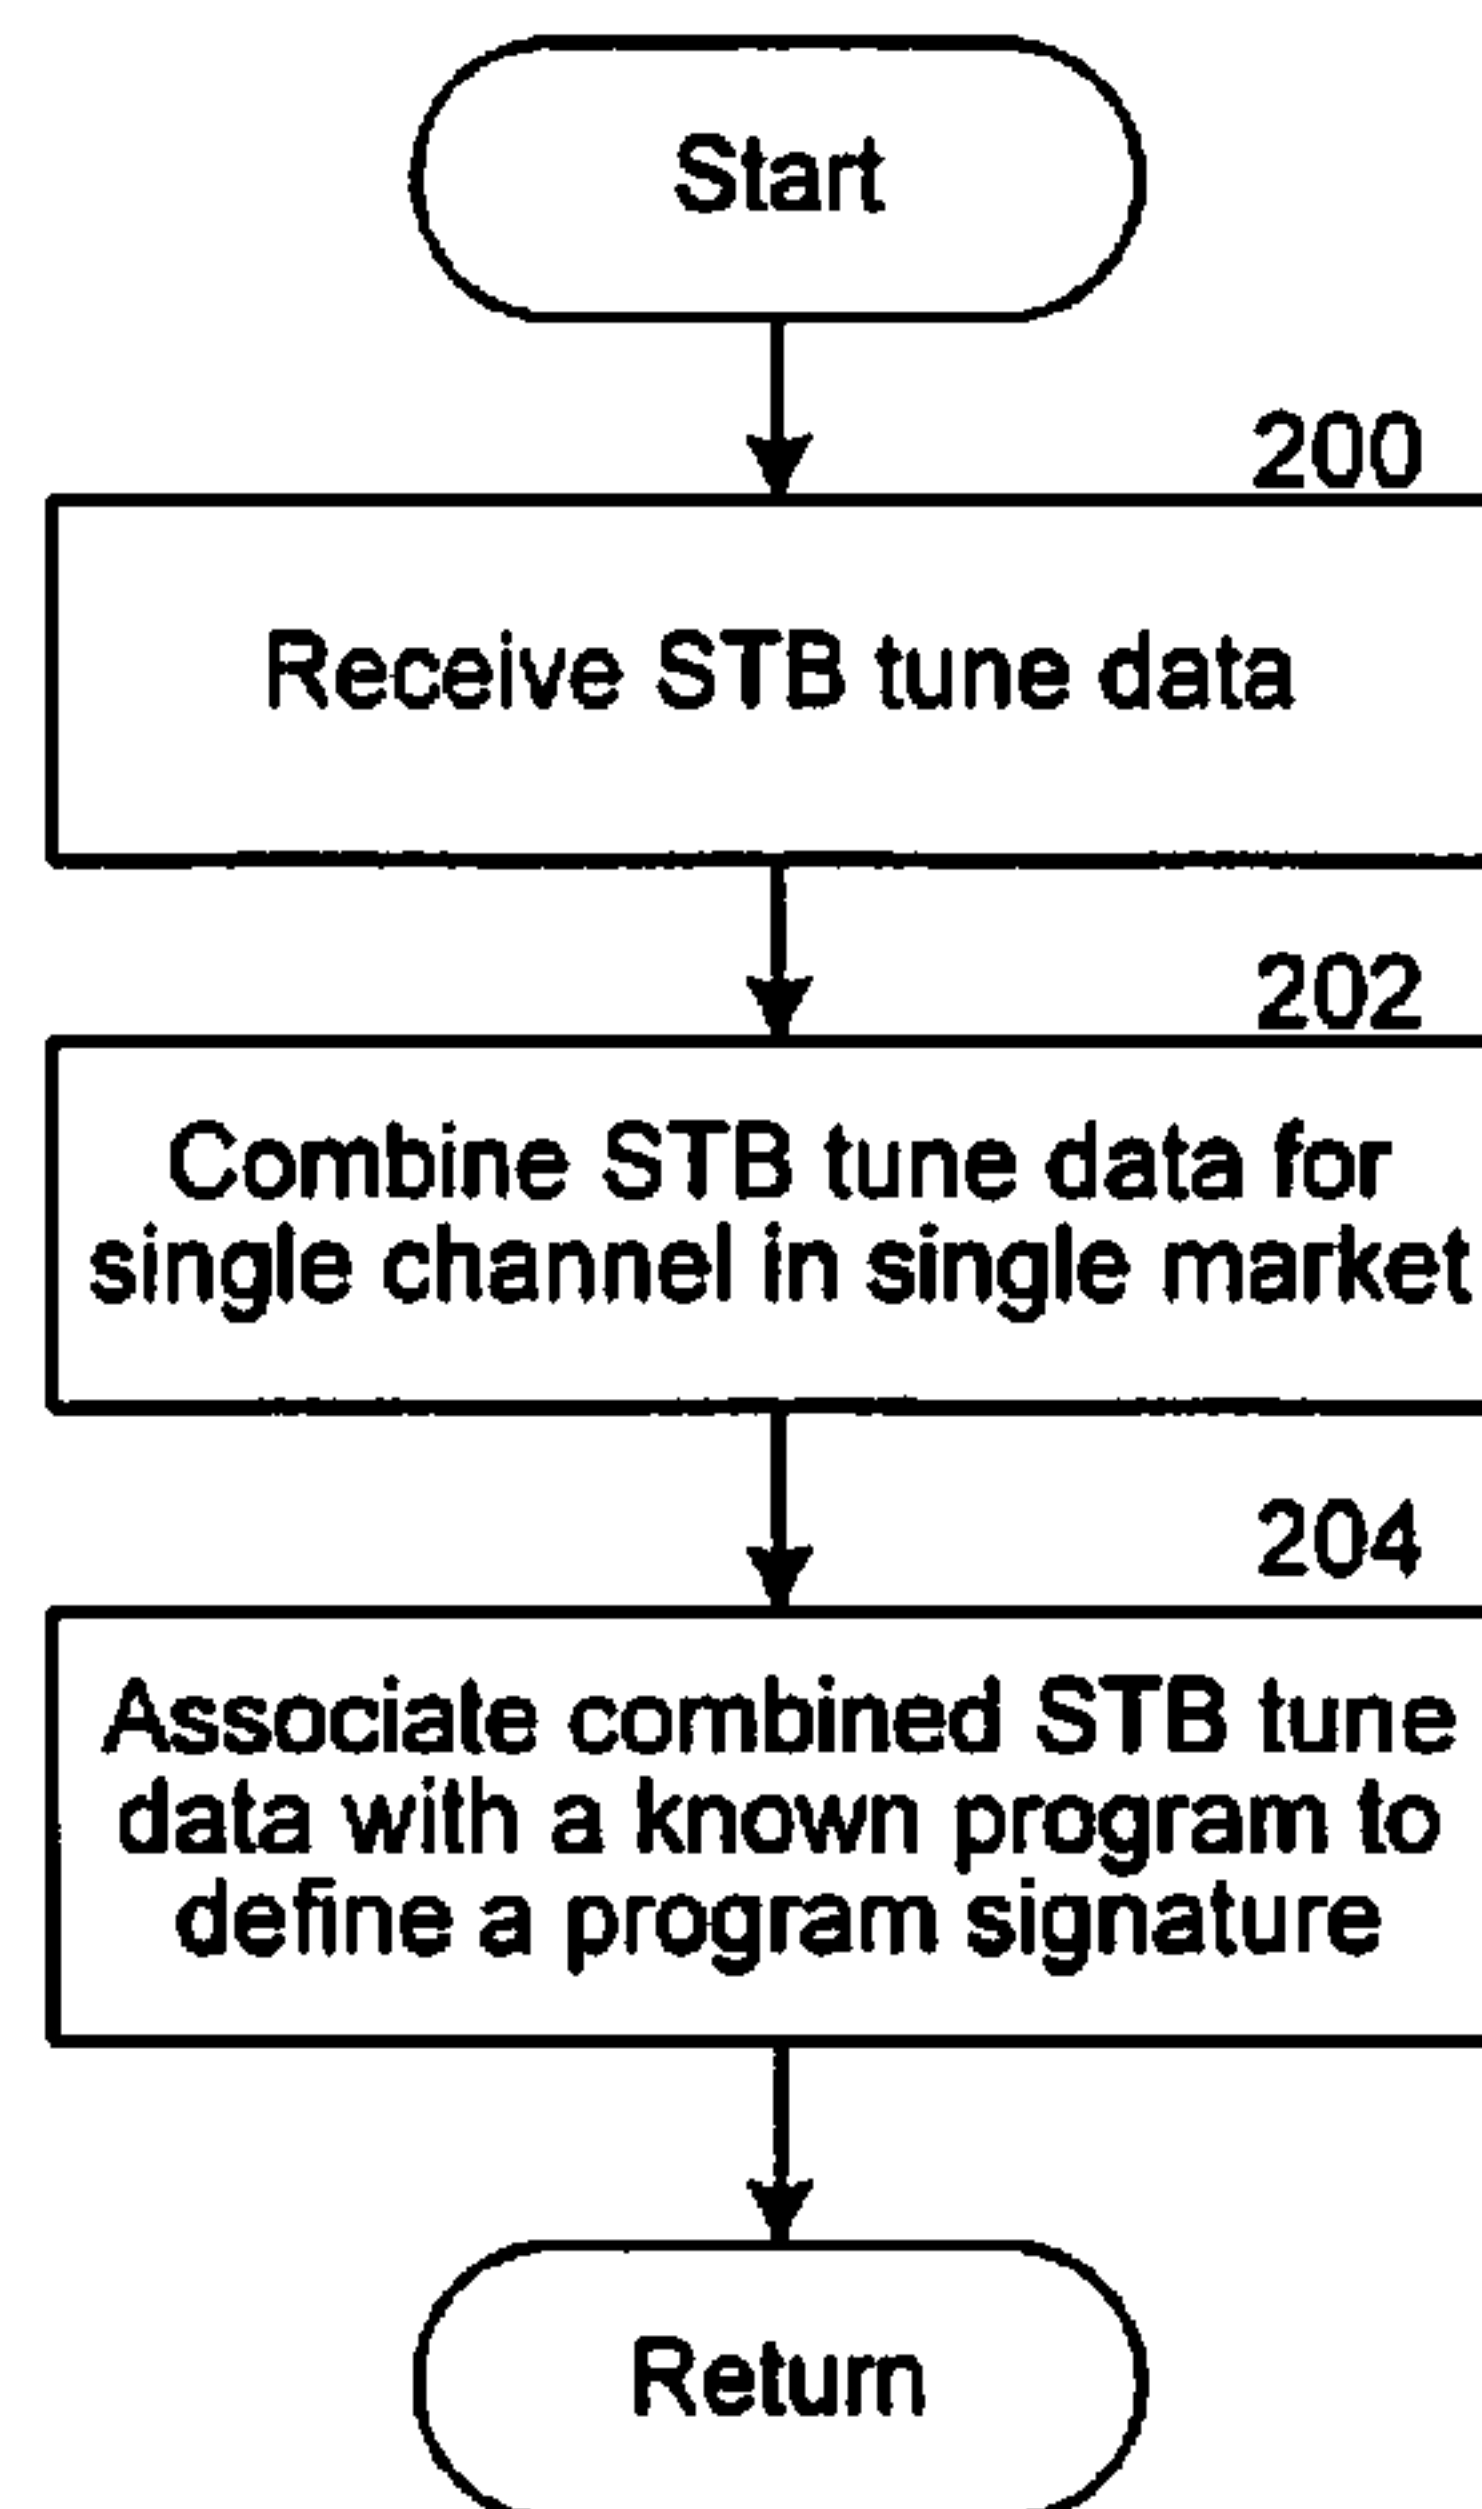 Start
200
Receive STB tune data
202
Combine STB tune data for
single channel in single market
204
Associate combined STB tune
data with a known program to
define a program signature
Return